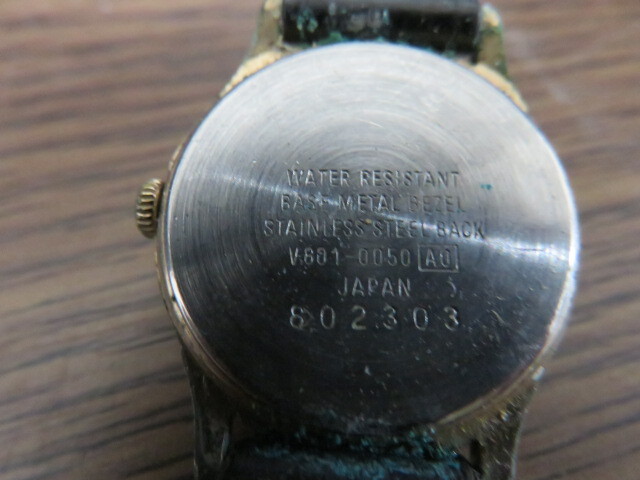 WATER RESISTANT
BASE METAL BEZEL
STAINLESS STEEL BACK
V801-0050 A0
JAPAN
802303